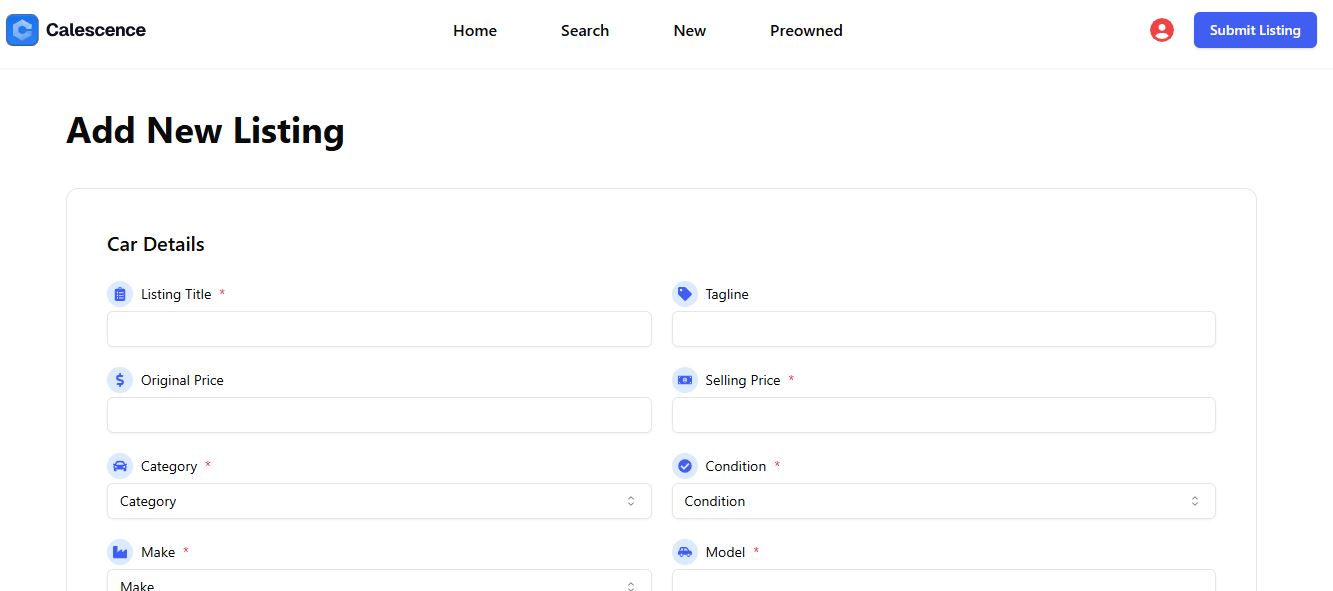 Calescence Home Search New Preowned Submit Listing
Add New Listing
Car Details
Listing Title * Tagline
Original Price Selling Price *
Category * Condition *
Category Condition
Make * Model *
Make